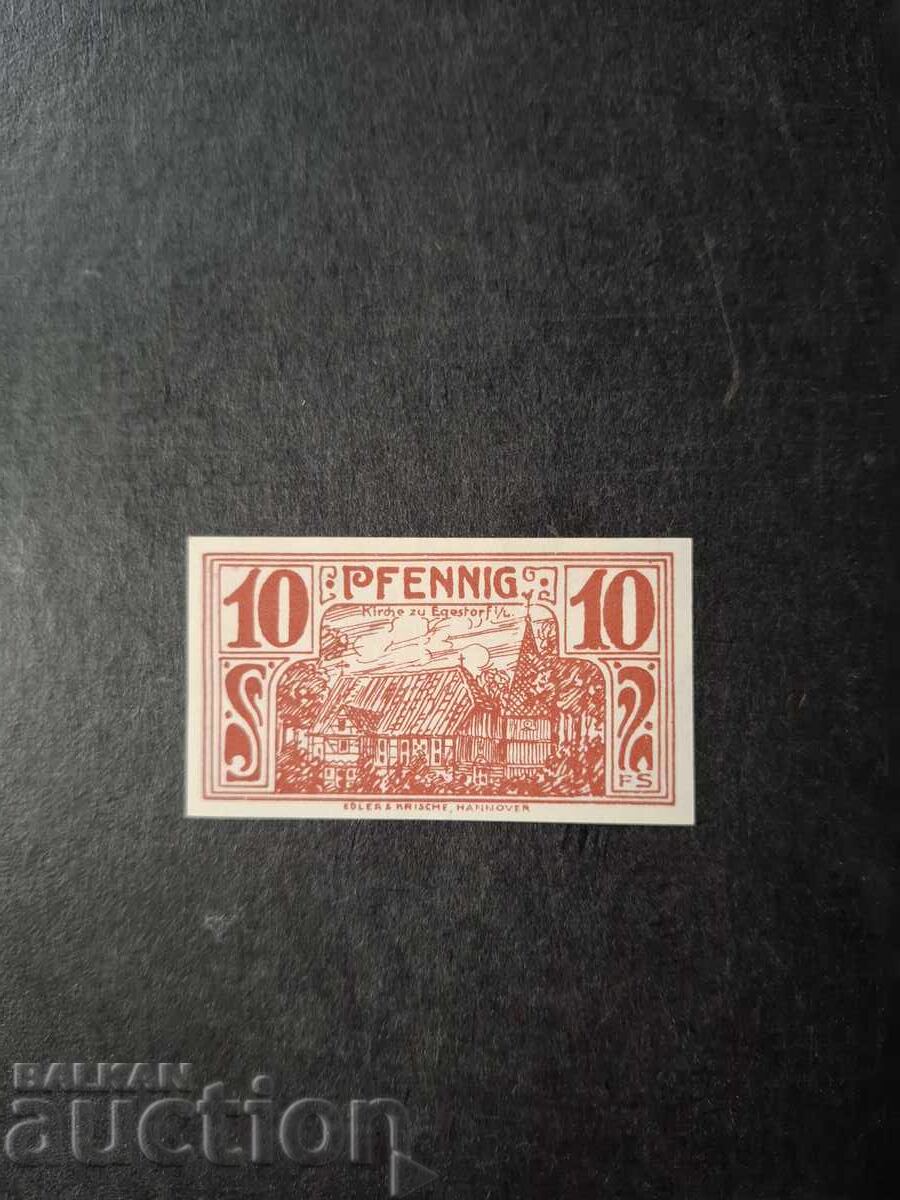 10 PFENNIG 10
Kirche zu Egestorf i/L.
FS
EDLER & KRISCHE, HANNOVER
BALKAN
auction